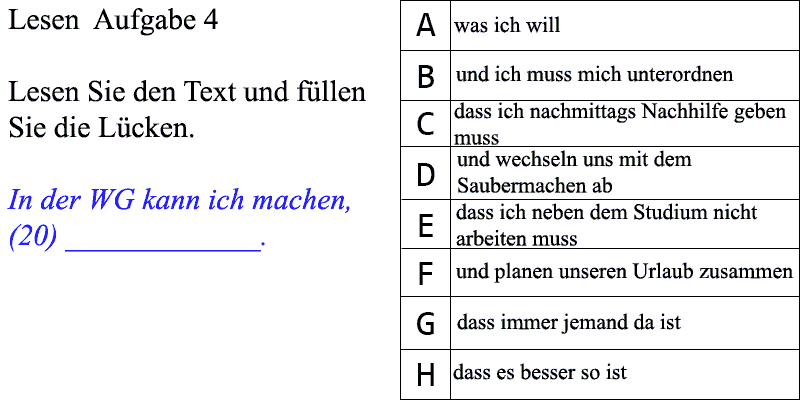 Lesen Aufgabe 4
Lesen Sie den Text und füllen
Sie die Lücken.
In der WG kann ich machen,
(20) _____________.
A was ich will
B und ich muss mich unterordnen
C dass ich nachmittags Nachhilfe geben
muss
D und wechseln uns mit dem
Saubermachen ab
E dass ich neben dem Studium nicht
arbeiten muss
F und planen unseren Urlaub zusammen
G dass immer jemand da ist
H dass es besser so ist